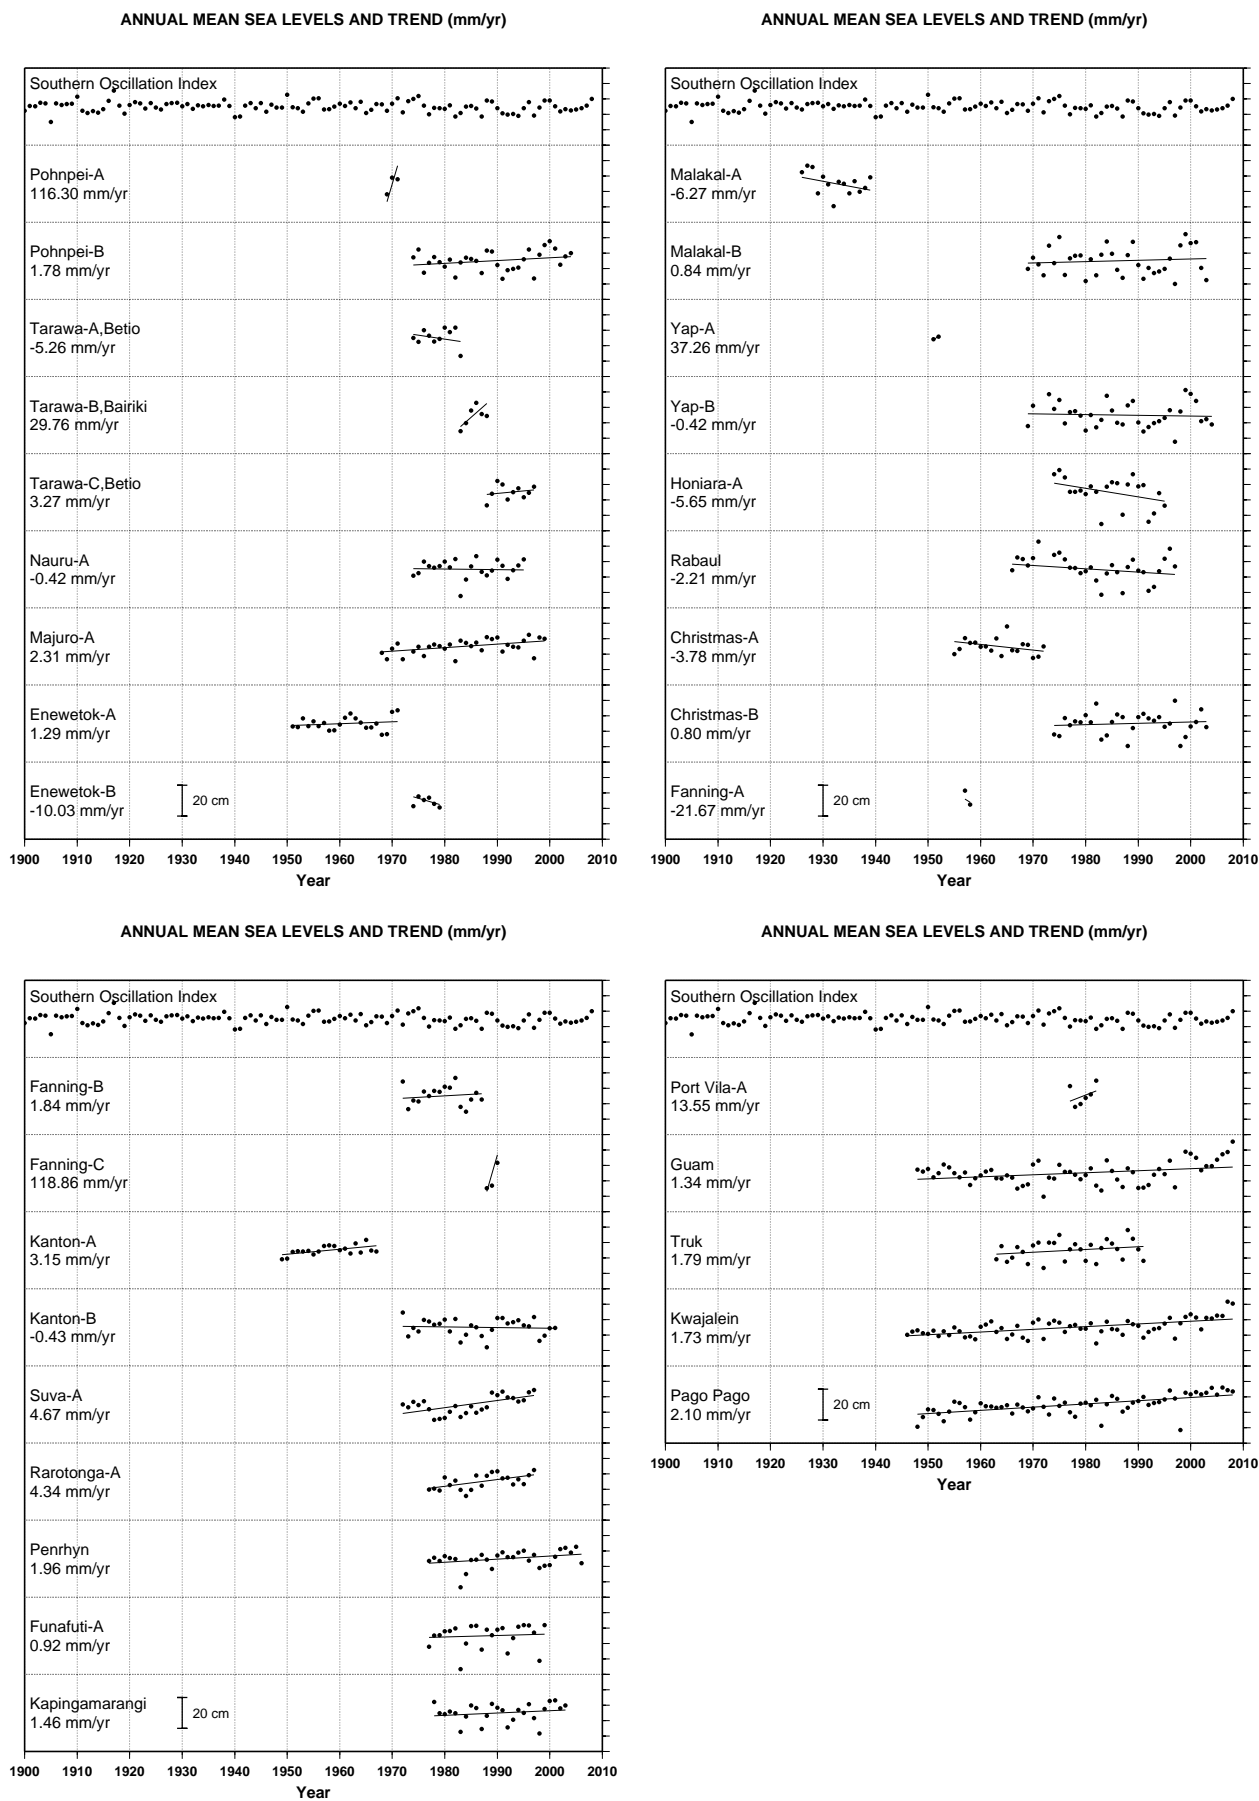 ANNUAL MEAN SEA LEVELS AND TREND (mm/yr)
Southern Oscillation Index
Pohnpei-A
116.30 mm/yr
Pohnpei-B
1.78 mm/yr
Tarawa-A,Betio
-5.26 mm/yr
Tarawa-B,Bairiki
29.76 mm/yr
Tarawa-C,Betio
3.27 mm/yr
Nauru-A
-0.42 mm/yr
Majuro-A
2.31 mm/yr
Enewetok-A
1.29 mm/yr
Enewetok-B
-10.03 mm/yr
20 cm
1900 1910 1920 1930 1940 1950 1960 1970 1980 1990 2000 2010
Year
ANNUAL MEAN SEA LEVELS AND TREND (mm/yr)
Southern Oscillation Index
Malakal-A
-6.27 mm/yr
Malakal-B
0.84 mm/yr
Yap-A
37.26 mm/yr
Yap-B
-0.42 mm/yr
Honiara-A
-5.65 mm/yr
Rabaul
-2.21 mm/yr
Christmas-A
-3.78 mm/yr
Christmas-B
0.80 mm/yr
Fanning-A
-21.67 mm/yr
20 cm
1900 1910 1920 1930 1940 1950 1960 1970 1980 1990 2000 2010
Year
ANNUAL MEAN SEA LEVELS AND TREND (mm/yr)
Southern Oscillation Index
Fanning-B
1.84 mm/yr
Fanning-C
118.86 mm/yr
Kanton-A
3.15 mm/yr
Kanton-B
-0.43 mm/yr
Suva-A
4.67 mm/yr
Rarotonga-A
4.34 mm/yr
Penrhyn
1.96 mm/yr
Funafuti-A
0.92 mm/yr
Kapingamarangi
1.46 mm/yr
20 cm
1900 1910 1920 1930 1940 1950 1960 1970 1980 1990 2000 2010
Year
ANNUAL MEAN SEA LEVELS AND TREND (mm/yr)
Southern Oscillation Index
Port Vila-A
13.55 mm/yr
Guam
1.34 mm/yr
Truk
1.79 mm/yr
Kwajalein
1.73 mm/yr
Pago Pago
2.10 mm/yr
20 cm
1900 1910 1920 1930 1940 1950 1960 1970 1980 1990 2000 2010
Year